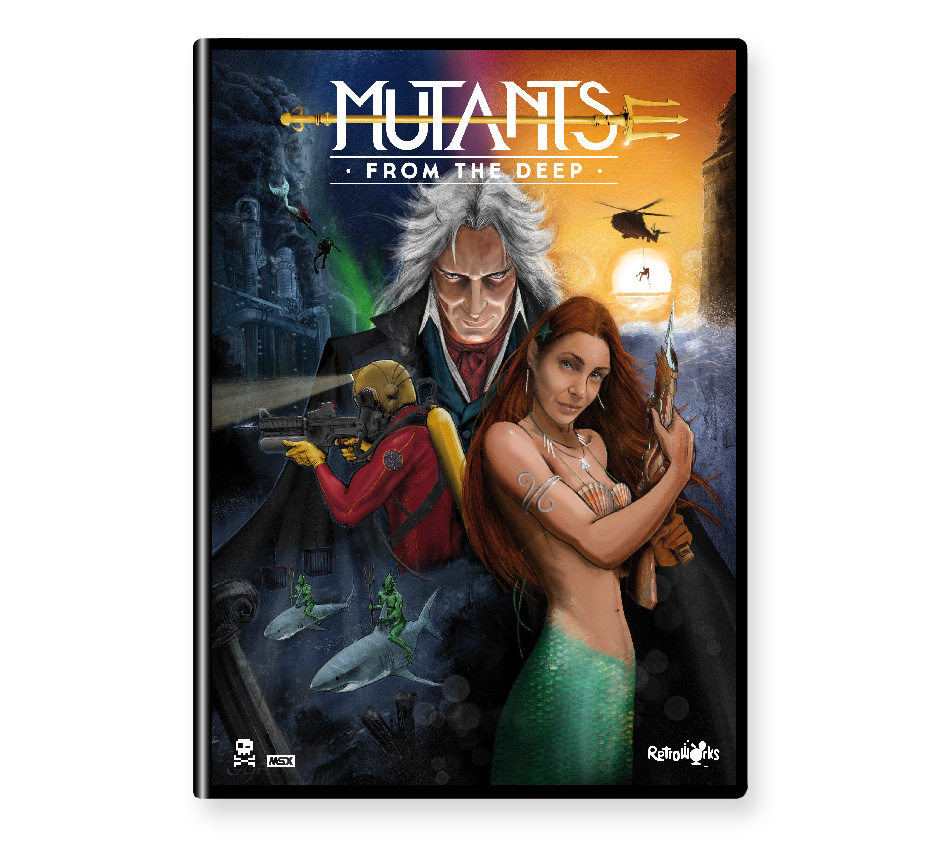 MUTANTS
· FROM THE DEEP ·
MSX
RETROWORKS